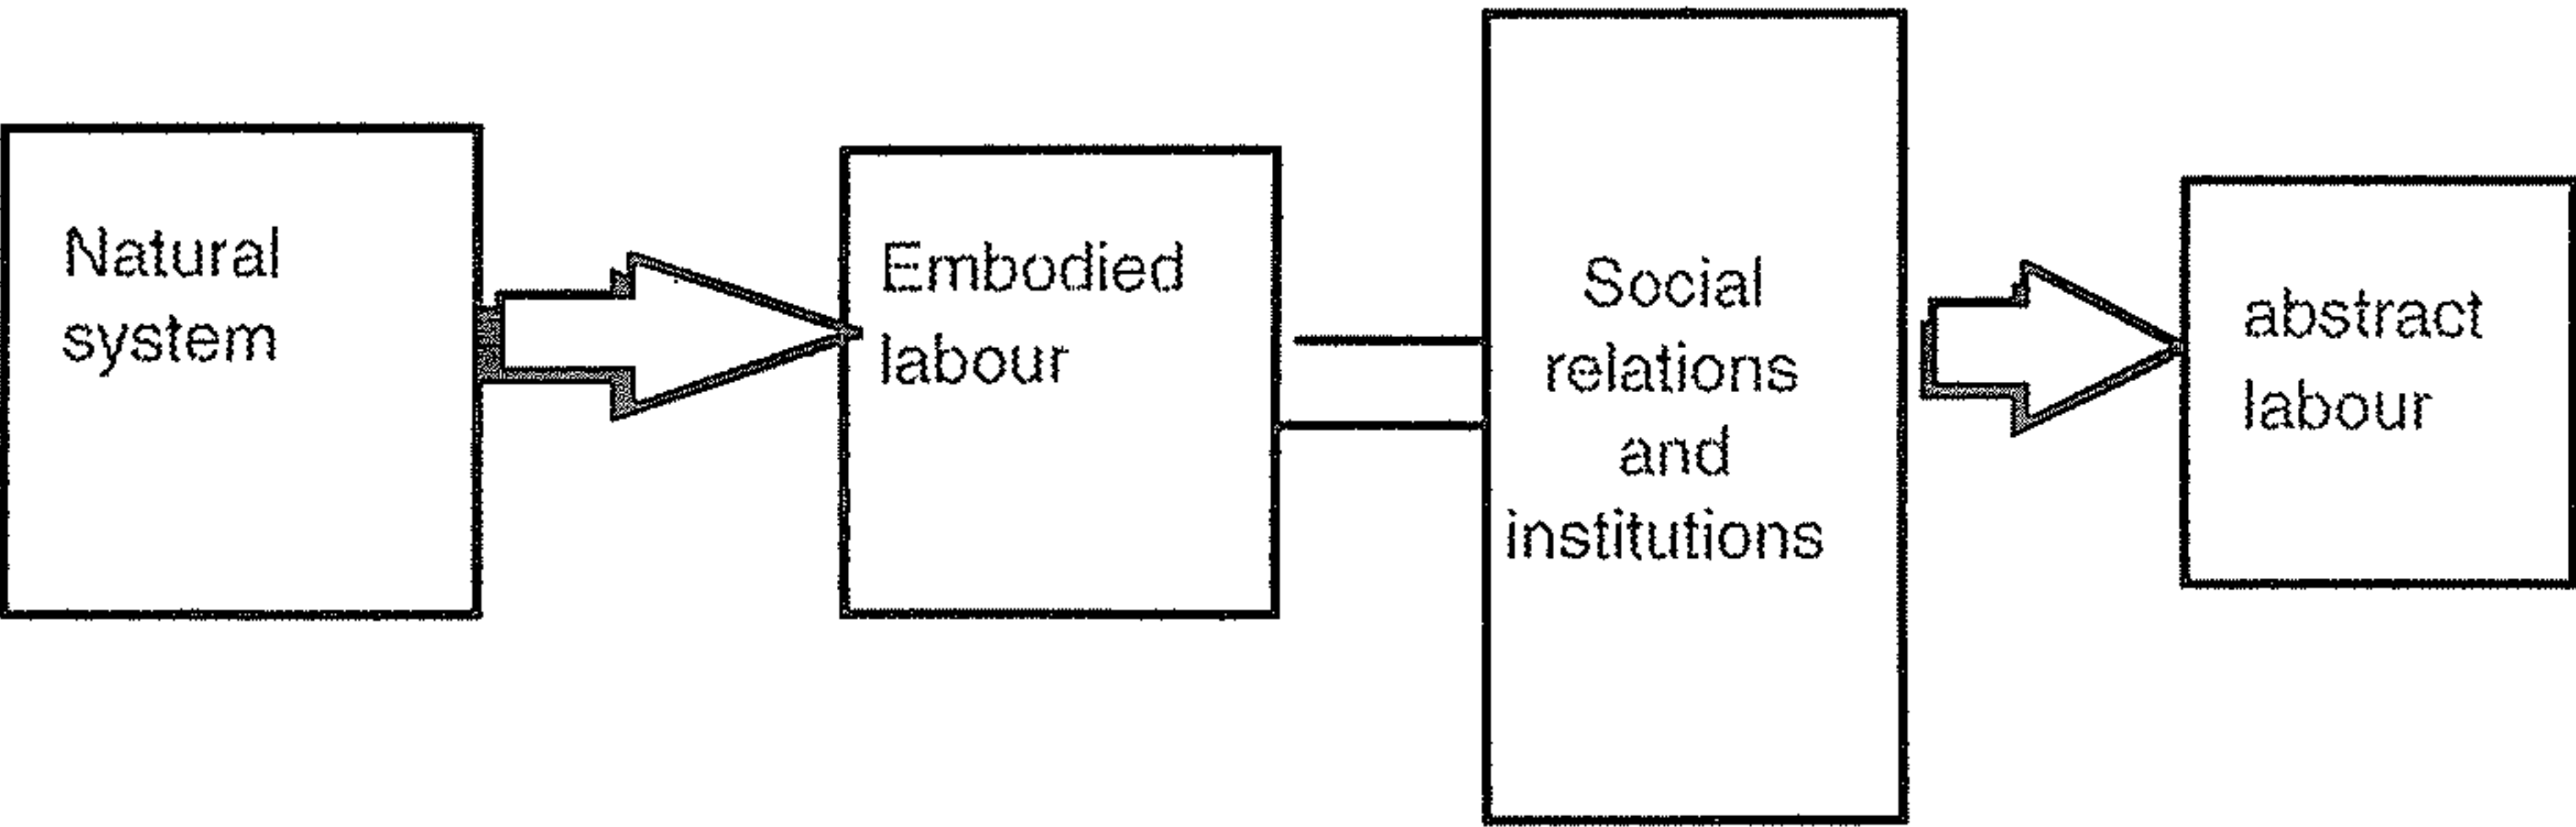 Natural
system
Embodied
labour
Social
relations
and
institutions
abstract
labour